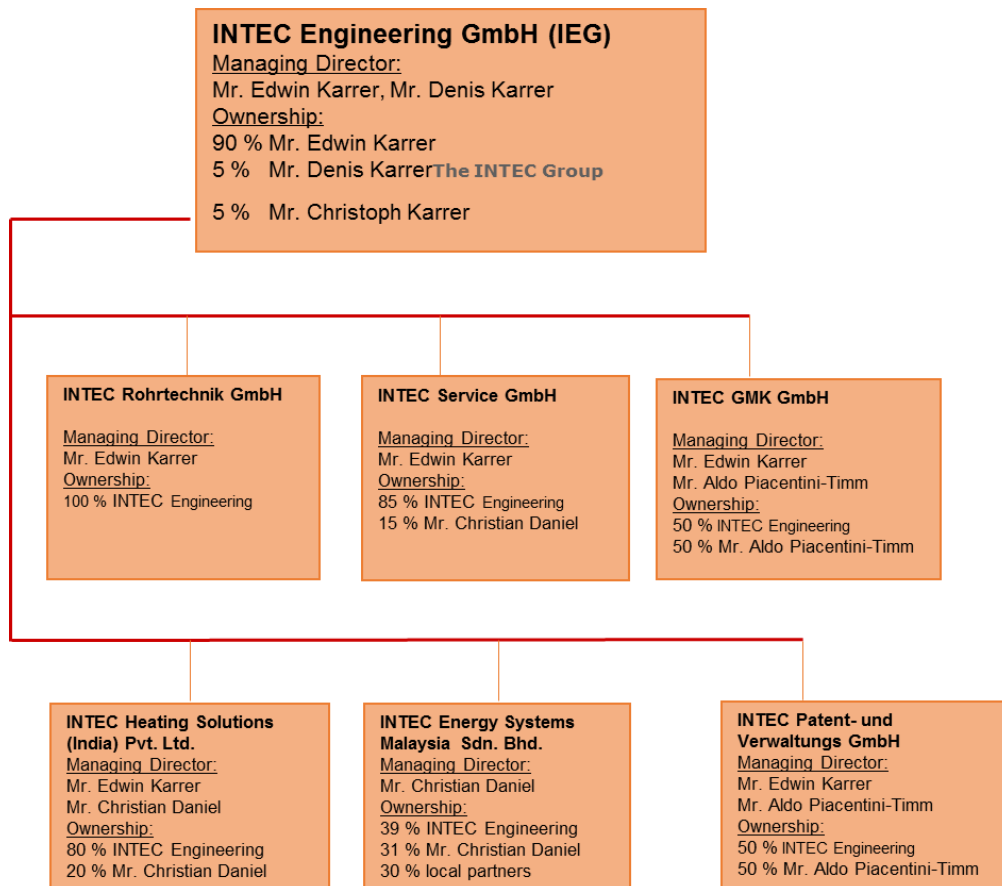 INTEC Engineering GmbH (IEG)
Managing Director:
Mr. Edwin Karrer, Mr. Denis Karrer
Ownership:
90 % Mr. Edwin Karrer
5 % Mr. Denis Karrer The INTEC Group
5 % Mr. Christoph Karrer
INTEC Rohrtechnik GmbH
Managing Director:
Mr. Edwin Karrer
Ownership:
100 % INTEC Engineering
INTEC Service GmbH
Managing Director:
Mr. Edwin Karrer
Ownership:
85 % INTEC Engineering
15 % Mr. Christian Daniel
INTEC GMK GmbH
Managing Director:
Mr. Edwin Karrer
Mr. Aldo Piacentini-Timm
Ownership:
50 % INTEC Engineering
50 % Mr. Aldo Piacentini-Timm
INTEC Heating Solutions
(India) Pvt. Ltd.
Managing Director:
Mr. Edwin Karrer
Mr. Christian Daniel
Ownership:
80 % INTEC Engineering
20 % Mr. Christian Daniel
INTEC Energy Systems
Malaysia Sdn. Bhd.
Managing Director:
Mr. Christian Daniel
Ownership:
39 % INTEC Engineering
31 % Mr. Christian Daniel
30 % local partners
INTEC Patent- und
Verwaltungs GmbH
Managing Director:
Mr. Edwin Karrer
Mr. Aldo Piacentini-Timm
Ownership:
50 % INTEC Engineering
50 % Mr. Aldo Piacentini-Timm